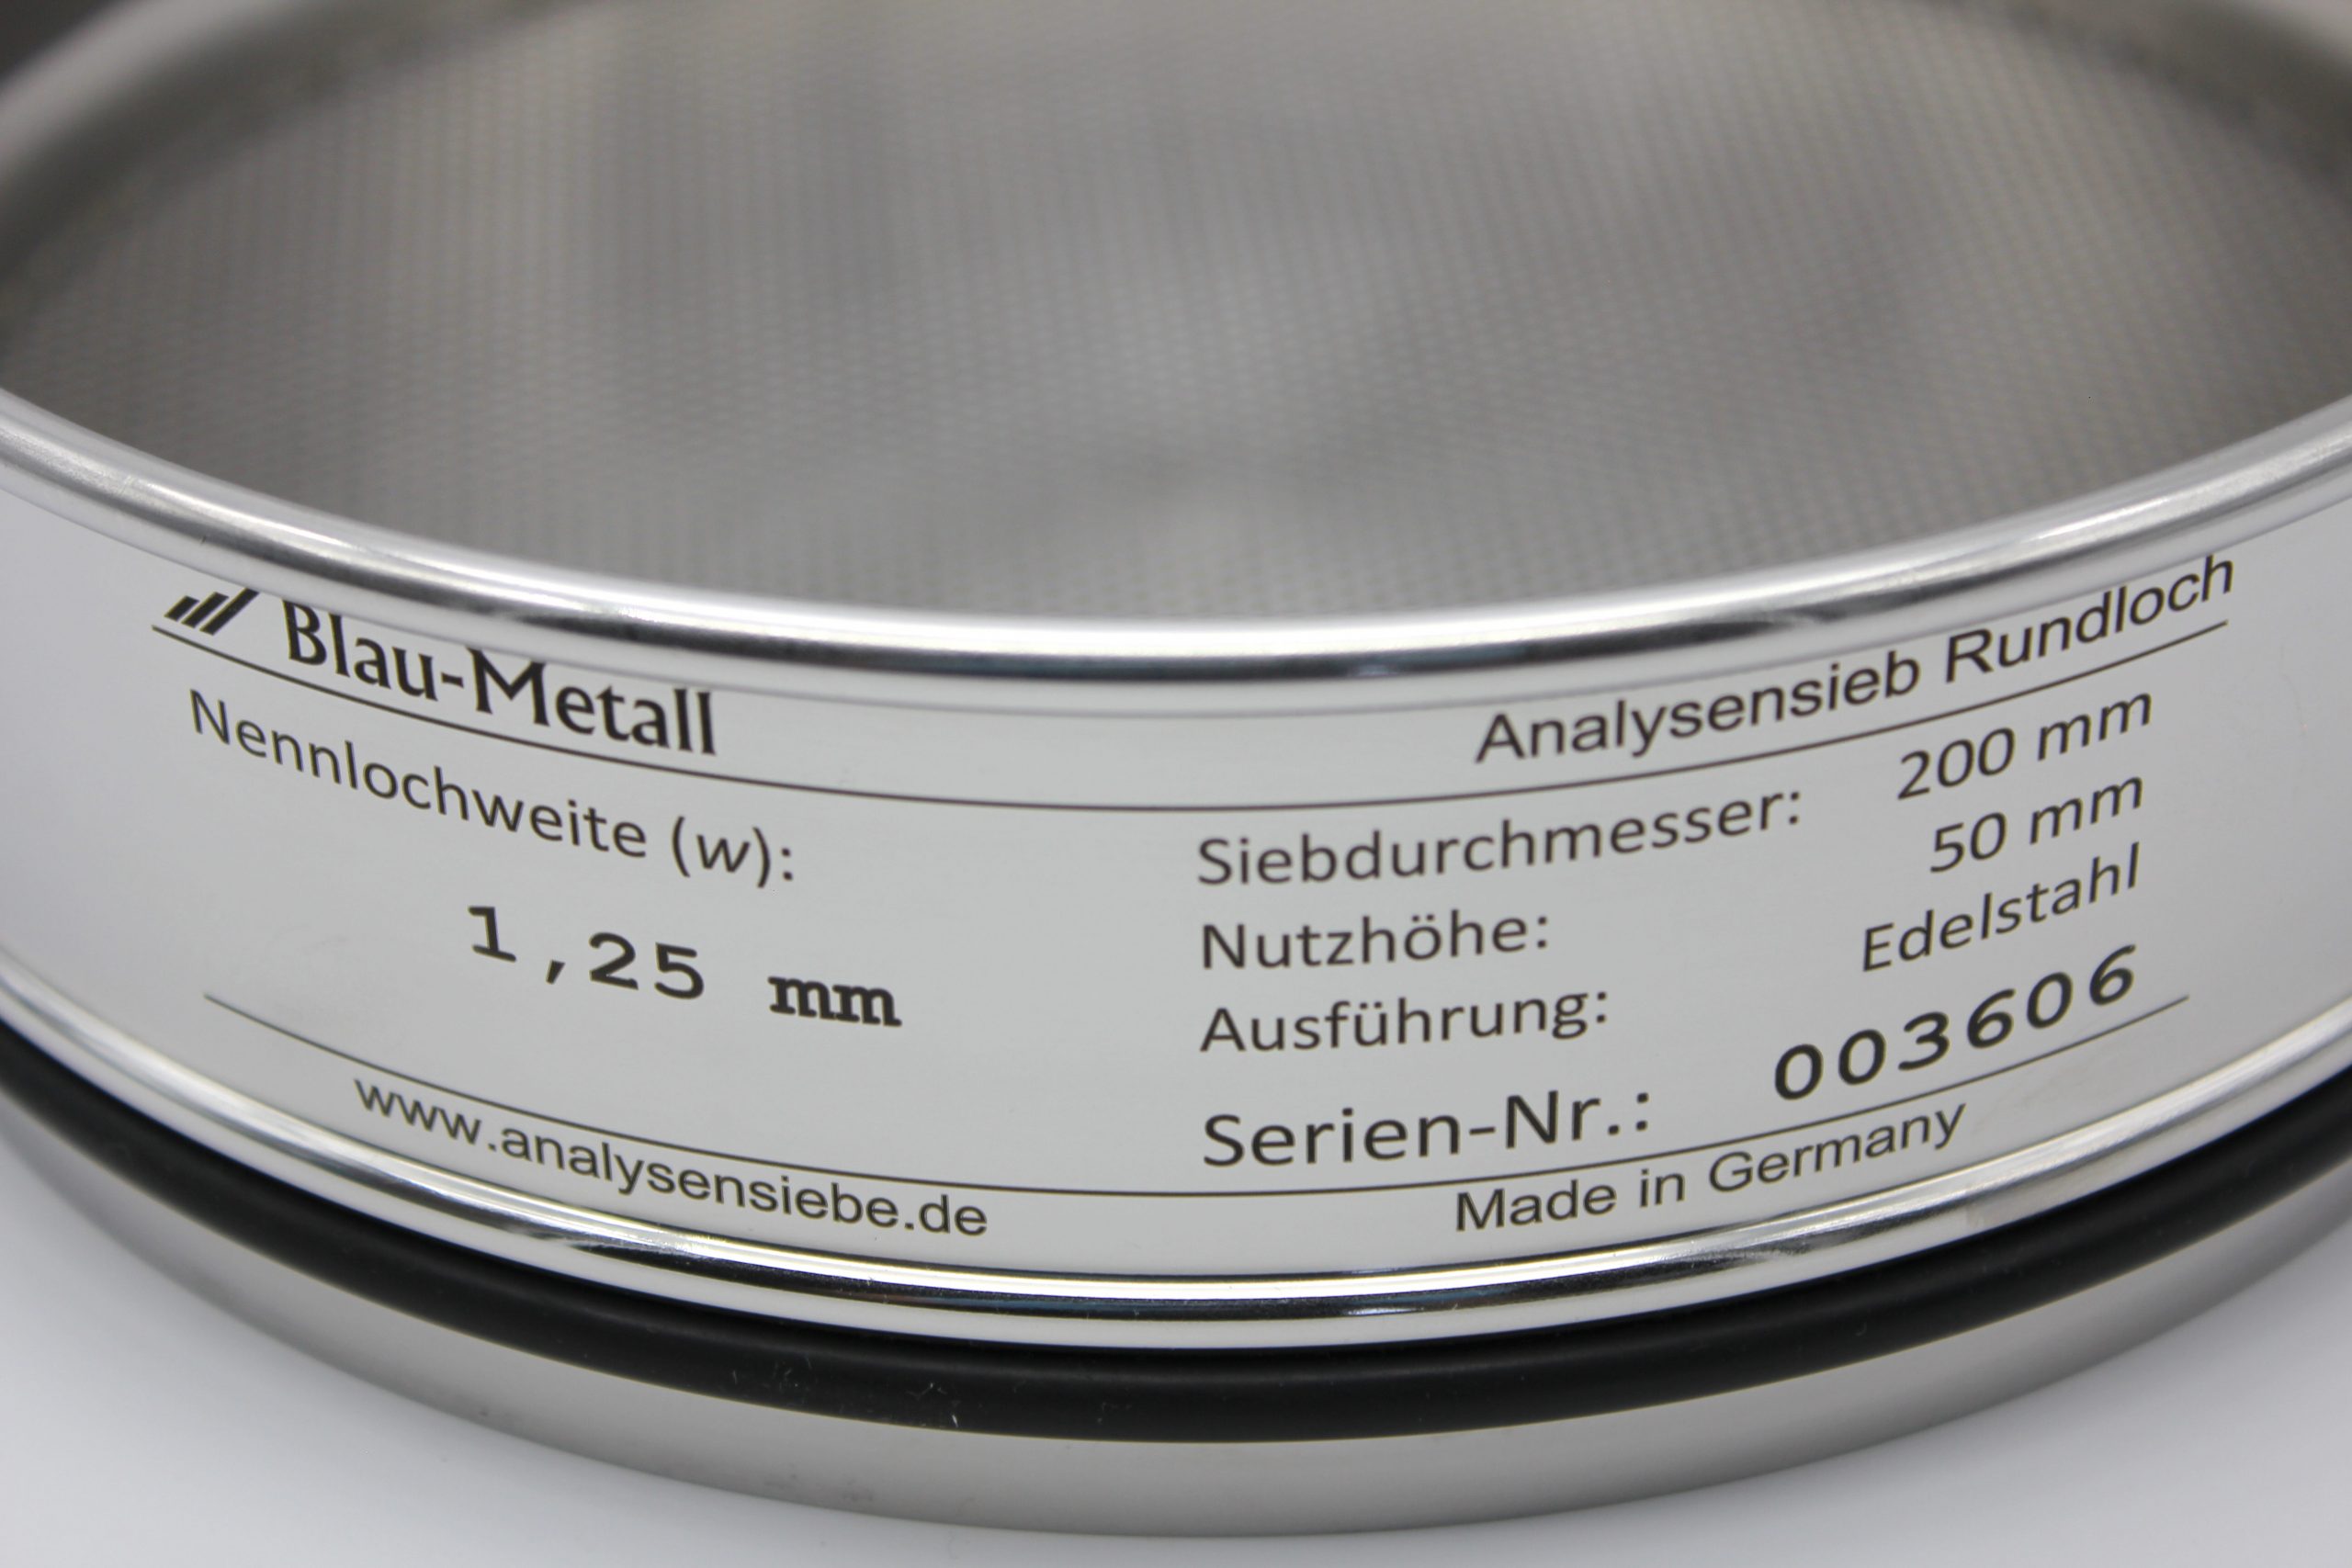 Blau-Metall
Analysensieb Rundloch
Nennlochweite (w):
1,25 mm
Siebdurchmesser: 200 mm
Nutzhöhe: 50 mm
Ausführung: Edelstahl
Serien-Nr.: 003606
www.analysensiebe.de
Made in Germany